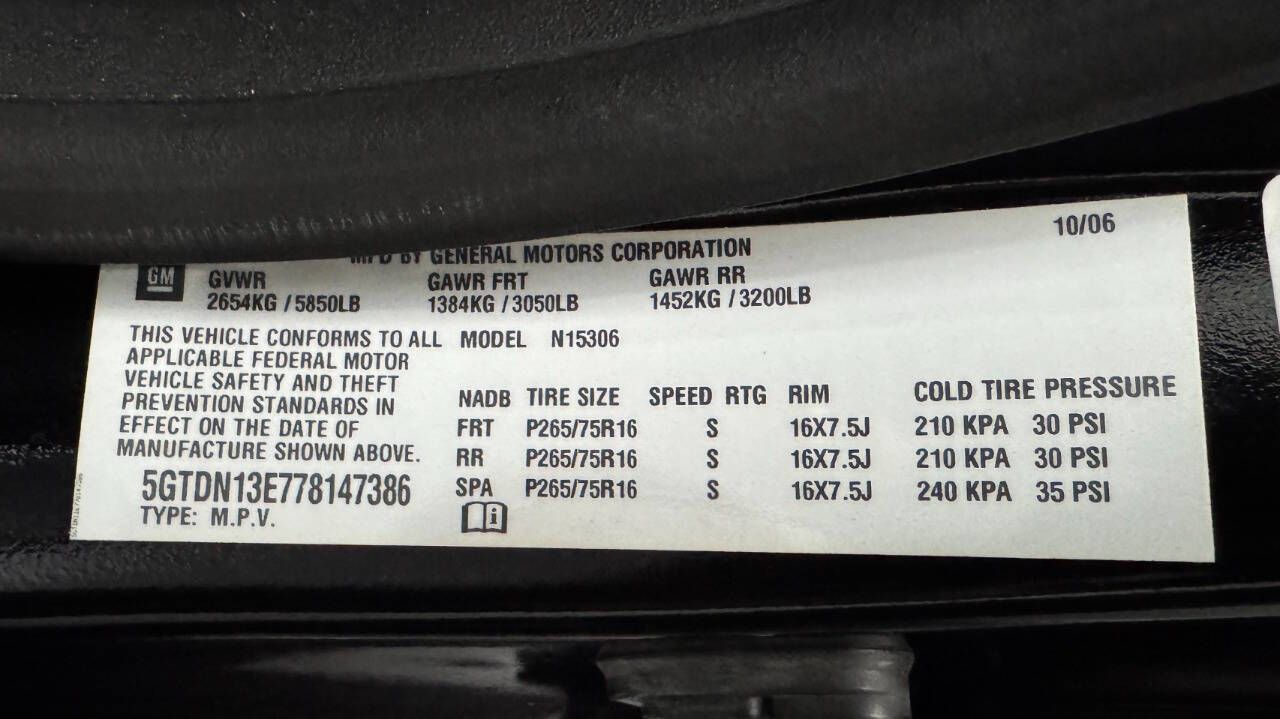 10/06
MFD BY GENERAL MOTORS CORPORATION
GM GVWR GAWR FRT GAWR RR
2654KG / 5850LB 1384KG / 3050LB 1452KG / 3200LB
THIS VEHICLE CONFORMS TO ALL MODEL N15306
APPLICABLE FEDERAL MOTOR
VEHICLE SAFETY AND THEFT
PREVENTION STANDARDS IN
EFFECT ON THE DATE OF
MANUFACTURE SHOWN ABOVE.
NADB TIRE SIZE SPEED RTG RIM COLD TIRE PRESSURE
FRT P265/75R16 S 16X7.5J 210 KPA 30 PSI
RR P265/75R16 S 16X7.5J 210 KPA 30 PSI
SPA P265/75R16 S 16X7.5J 240 KPA 35 PSI
5GTDN13E778147386
TYPE: M.P.V.